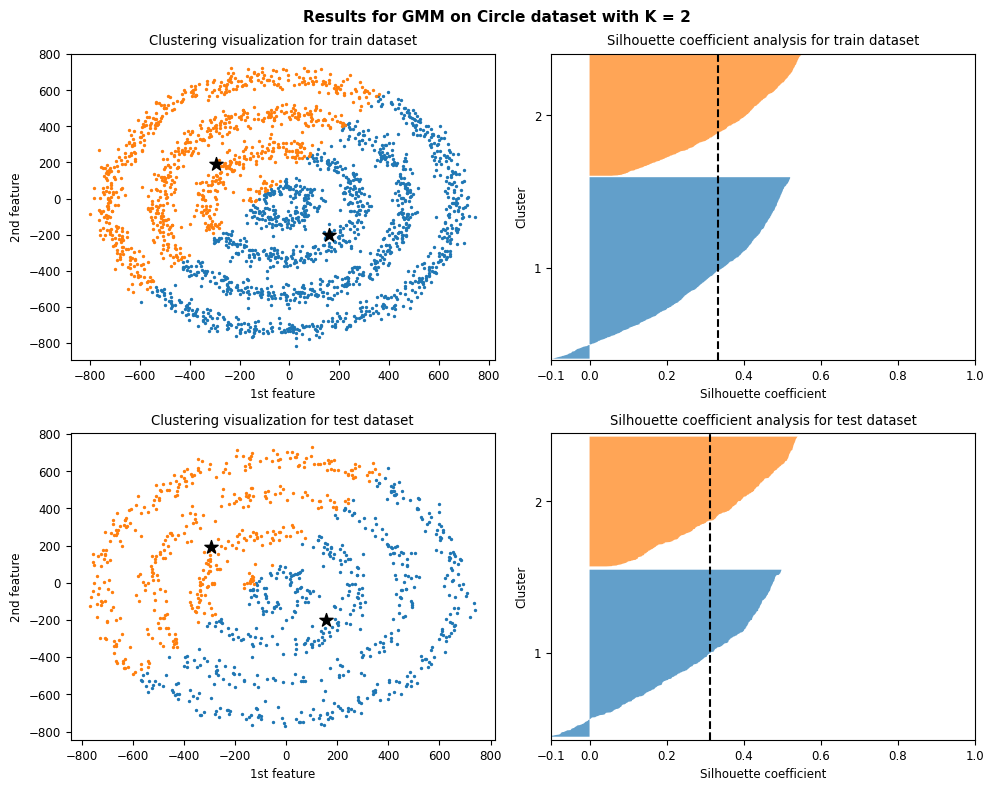 Results for GMM on Circle dataset with K = 2
Clustering visualization for train dataset
2nd feature
800
600
400
200
0
−200
−400
−600
−800
−800 −600 −400 −200 0 200 400 600 800
1st feature
Silhouette coefficient analysis for train dataset
Cluster
2
1
−0.1 0.0 0.2 0.4 0.6 0.8 1.0
Silhouette coefficient
Clustering visualization for test dataset
2nd feature
800
600
400
200
0
−200
−400
−600
−800
−800 −600 −400 −200 0 200 400 600 800
1st feature
Silhouette coefficient analysis for test dataset
Cluster
2
1
−0.1 0.0 0.2 0.4 0.6 0.8 1.0
Silhouette coefficient